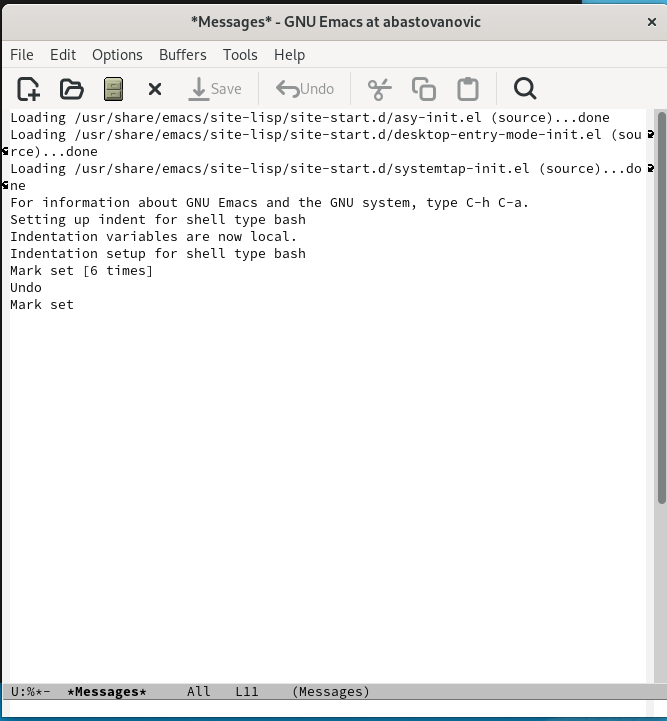 *Messages* - GNU Emacs at abastovanovic
File Edit Options Buffers Tools Help
Save Undo
Loading /usr/share/emacs/site-lisp/site-start.d/asy-init.el (source)...done
Loading /usr/share/emacs/site-lisp/site-start.d/desktop-entry-mode-init.el (sou
rce)...done
Loading /usr/share/emacs/site-lisp/site-start.d/systemtap-init.el (source)...do
ne
For information about GNU Emacs and the GNU system, type C-h C-a.
Setting up indent for shell type bash
Indentation variables are now local.
Indentation setup for shell type bash
Mark set [6 times]
Undo
Mark set
U:%*- *Messages* All L11 (Messages)